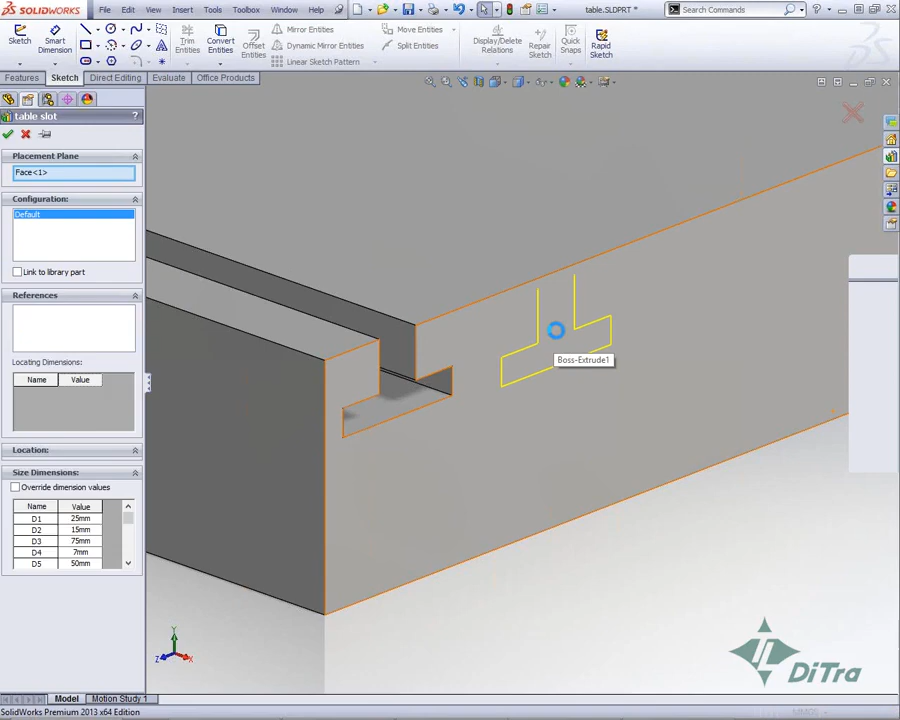 SOLIDWORKS File Edit View Insert Tools Toolbox Window Help table.SLDPRT * Search Commands
Sketch Smart Dimension Trim Entities Convert Entities Offset Entities Mirror Entities Dynamic Mirror Entities Linear Sketch Pattern Move Entities Split Entities Display/Delete Relations Repair Sketch Quick Snaps Rapid Sketch
Features Sketch Direct Editing Evaluate Office Products
table slot ?
Placement Plane
Face<1>
Configuration:
Default
Link to library part
References
Locating Dimensions:
Name Value
Location:
Size Dimensions:
Override dimension values
Name Value
D1 25mm
D2 15mm
D3 75mm
D4 7mm
D5 50mm
Boss-Extrude1
Y
Z X
DiTra
Model Motion Study 1
SolidWorks Premium 2013 x64 Edition MMGS